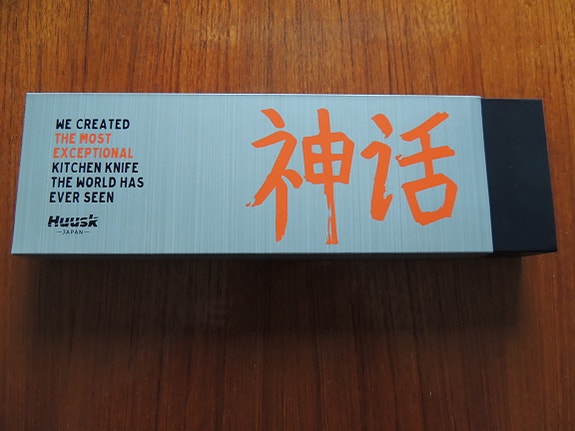 WE CREATED
THE MOST
EXCEPTIONAL
KITCHEN KNIFE
THE WORLD HAS
EVER SEEN
Huusk
JAPAN
神话